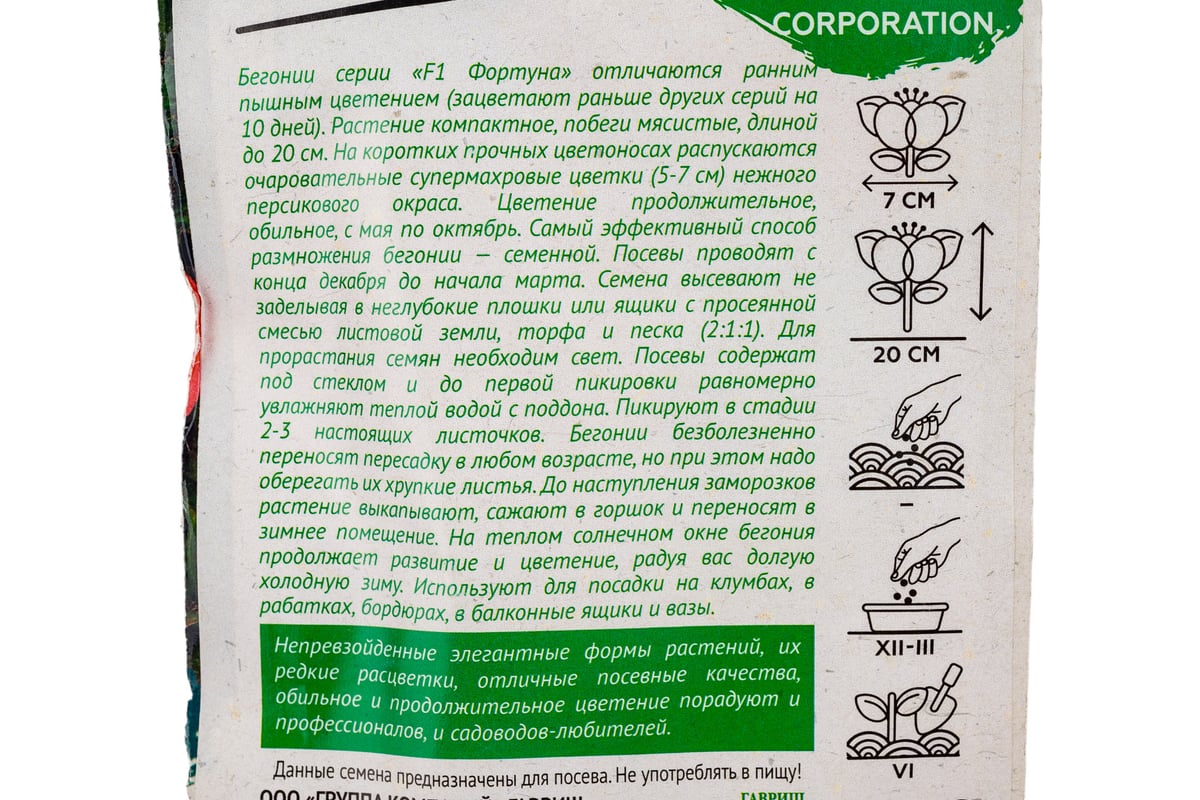 CORPORATION
Бегонии серии «F1 Фортуна» отличаются ранним
пышным цветением (зацветают раньше других серий на
10 дней). Растение компактное, побеги мясистые, длиной
до 20 см. На коротких прочных цветоносах распускаются
очаровательные супермахровые цветки (5-7 см) нежного
персикового окраса. Цветение продолжительное,
обильное, с мая по октябрь. Самый эффективный способ
размножения бегонии — семенной. Посевы проводят с
конца декабря до начала марта. Семена высевают не
заделывая в неглубокие плошки или ящики с просеянной
смесью листовой земли, торфа и песка (2:1:1). Для
прорастания семян необходим свет. Посевы содержат
под стеклом и до первой пикировки равномерно
увлажняют теплой водой с поддона. Пикируют в стадии
2-3 настоящих листочков. Бегонии безболезненно
переносят пересадку в любом возрасте, но при этом надо
оберегать их хрупкие листья. До наступления заморозков
растение выкапывают, сажают в горшок и переносят в
зимнее помещение. На теплом солнечном окне бегония
продолжает развитие и цветение, радуя вас долгую
холодную зиму. Используют для посадки на клумбах, в
рабатках, бордюрах, в балконные ящики и вазы.
Непревзойденные элегантные формы растений, их
редкие расцветки, отличные посевные качества,
обильное и продолжительное цветение порадуют и
профессионалов, и садоводов-любителей.
Данные семена предназначены для посева. Не употреблять в пищу!
ООО «ГРУППА КОМПАНИЙ «ГАВРИШ»
ГАВРИШ
7 СМ
20 СМ
–
XII-III
VI